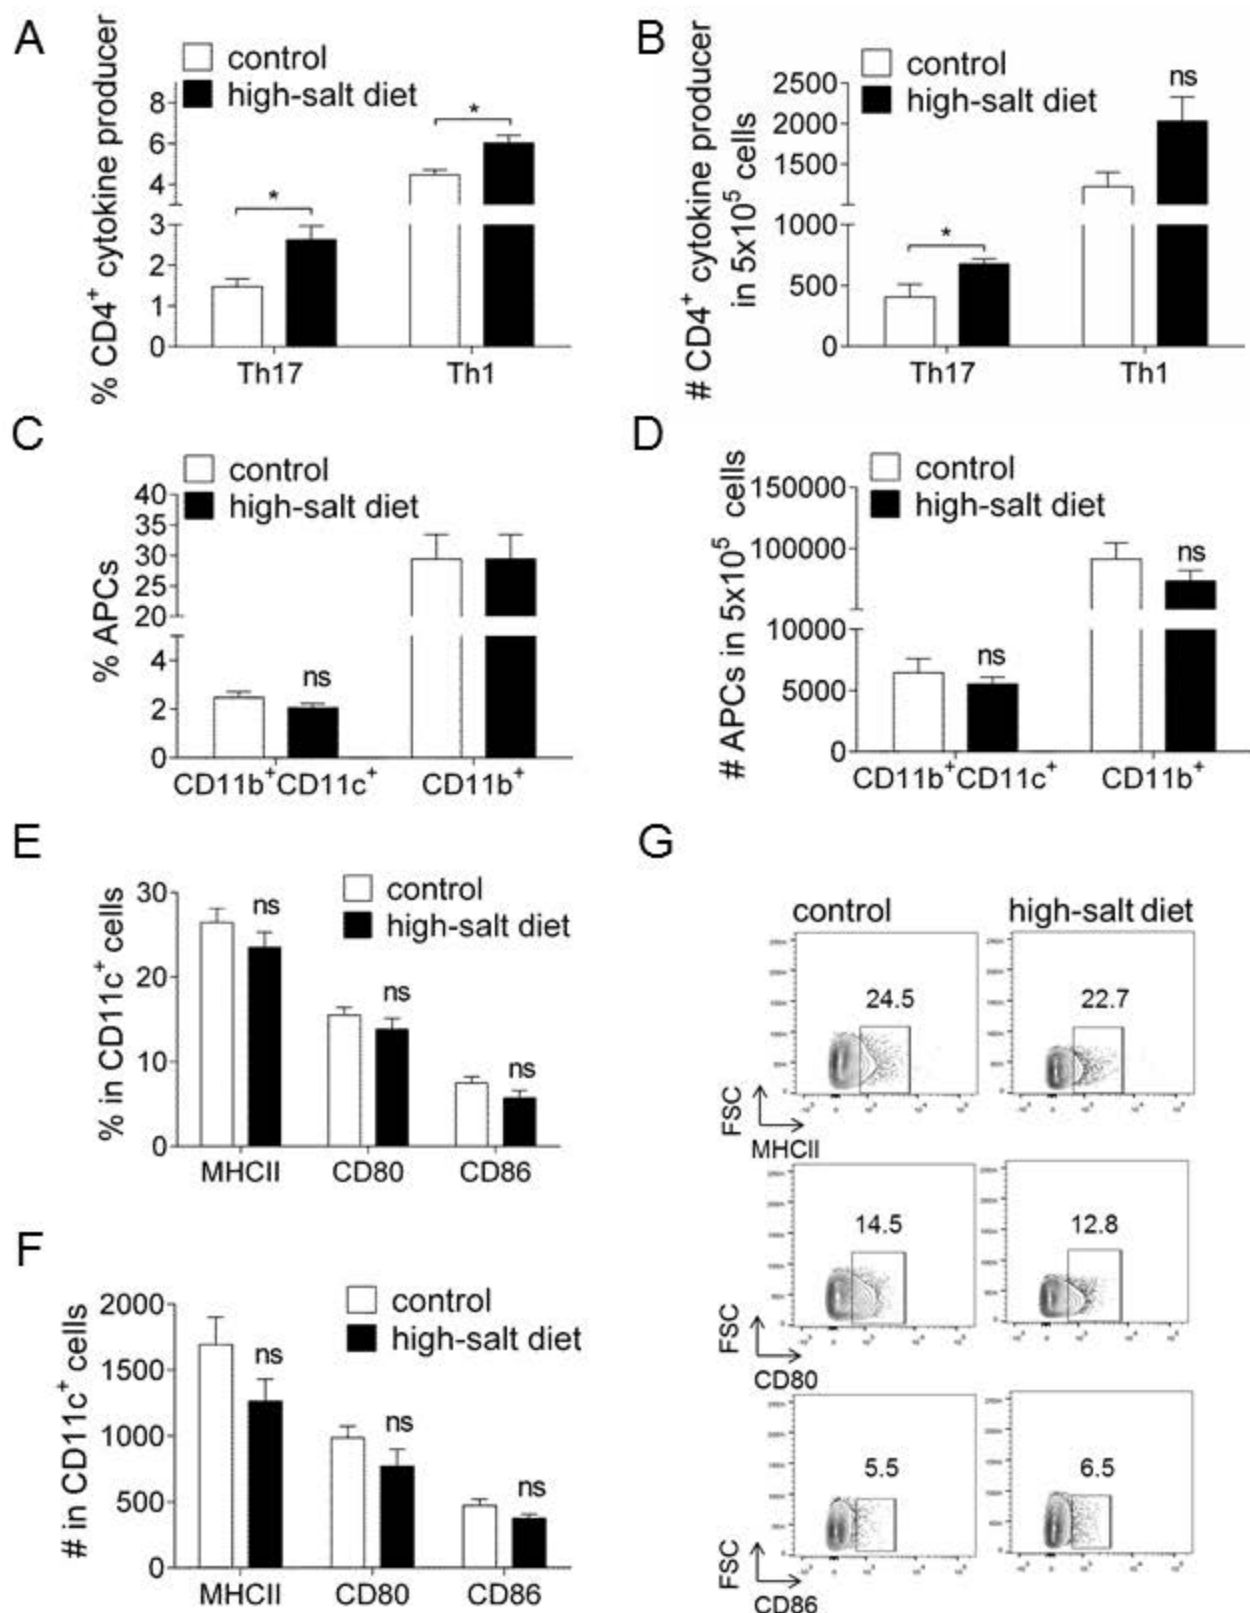 A
control
high-salt diet
% CD4+ cytokine producer
8
6
4
3
2
1
0
*
*
Th17
Th1
B
control
high-salt diet
# CD4+ cytokine producer
in 5x10^5 cells
2500
2000
1500
1000
500
0
*
ns
Th17
Th1
C
control
high-salt diet
% APCs
40
35
30
25
20
4
2
0
ns
CD11b+CD11c+
CD11b+
D
control
high-salt diet
# APCs in 5x10^5 cells
150000
100000
10000
5000
0
ns
ns
CD11b+CD11c+
CD11b+
E
control
high-salt diet
% in CD11c+ cells
30
20
10
0
ns
ns
ns
MHCII
CD80
CD86
F
control
high-salt diet
# in CD11c+ cells
2000
1500
1000
500
0
ns
ns
ns
MHCII
CD80
CD86
G
control
high-salt diet
24.5
22.7
FSC
MHCII
14.5
12.8
FSC
CD80
5.5
6.5
FSC
CD86